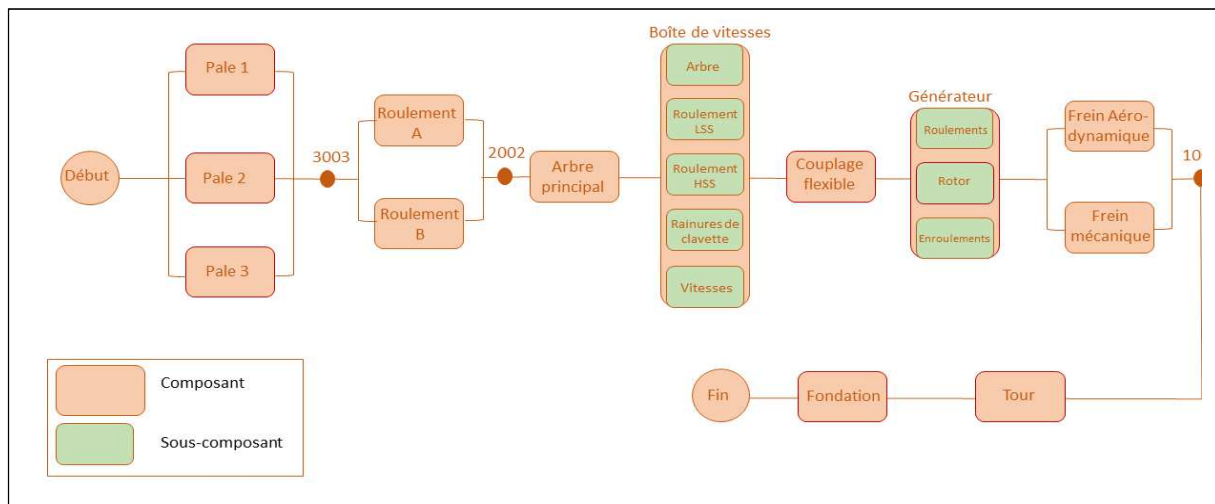 Début
Pale 1
Pale 2
Pale 3
3003
Roulement
A
Roulement
B
2002
Arbre
principal
Boîte de vitesses
Arbre
Roulement
LSS
Roulement
HSS
Rainures de
clavette
Vitesses
Couplage
flexible
Générateur
Roulements
Rotor
Enroulements
Frein Aéro-
dynamique
Frein
mécanique
Tour
Fondation
Fin
Composant
Sous-composant